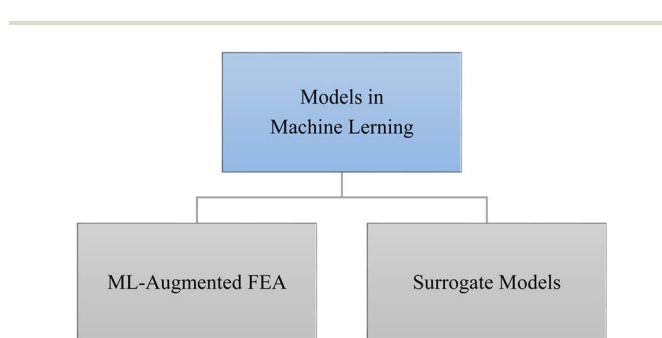 Models in
Machine Lerning
ML-Augmented FEA
Surrogate Models